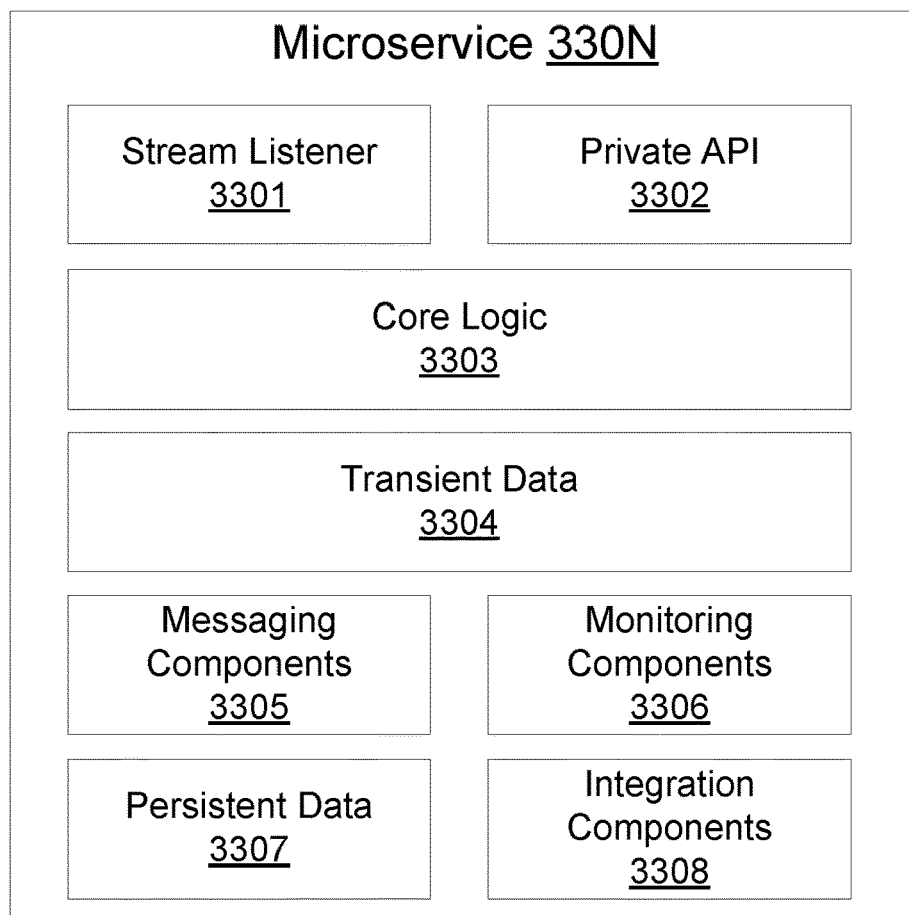 Microservice 330N
Stream Listener
3301
Private API
3302
Core Logic
3303
Transient Data
3304
Messaging
Components
3305
Monitoring
Components
3306
Persistent Data
3307
Integration
Components
3308